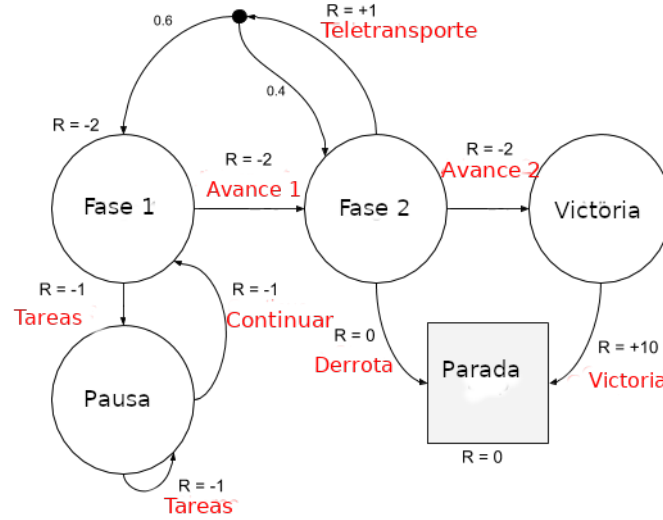 R = +1
Teletransporte
0.6
0.4
R = -2
R = -2
Avance 1
R = -2
Avance 2
Fase 1
Fase 2
Victoria
R = -1
Tareas
R = -1
Continuar
R = 0
Derrota
Parada
R = +10
Victoria
Pausa
R = 0
R = -1
Tareas